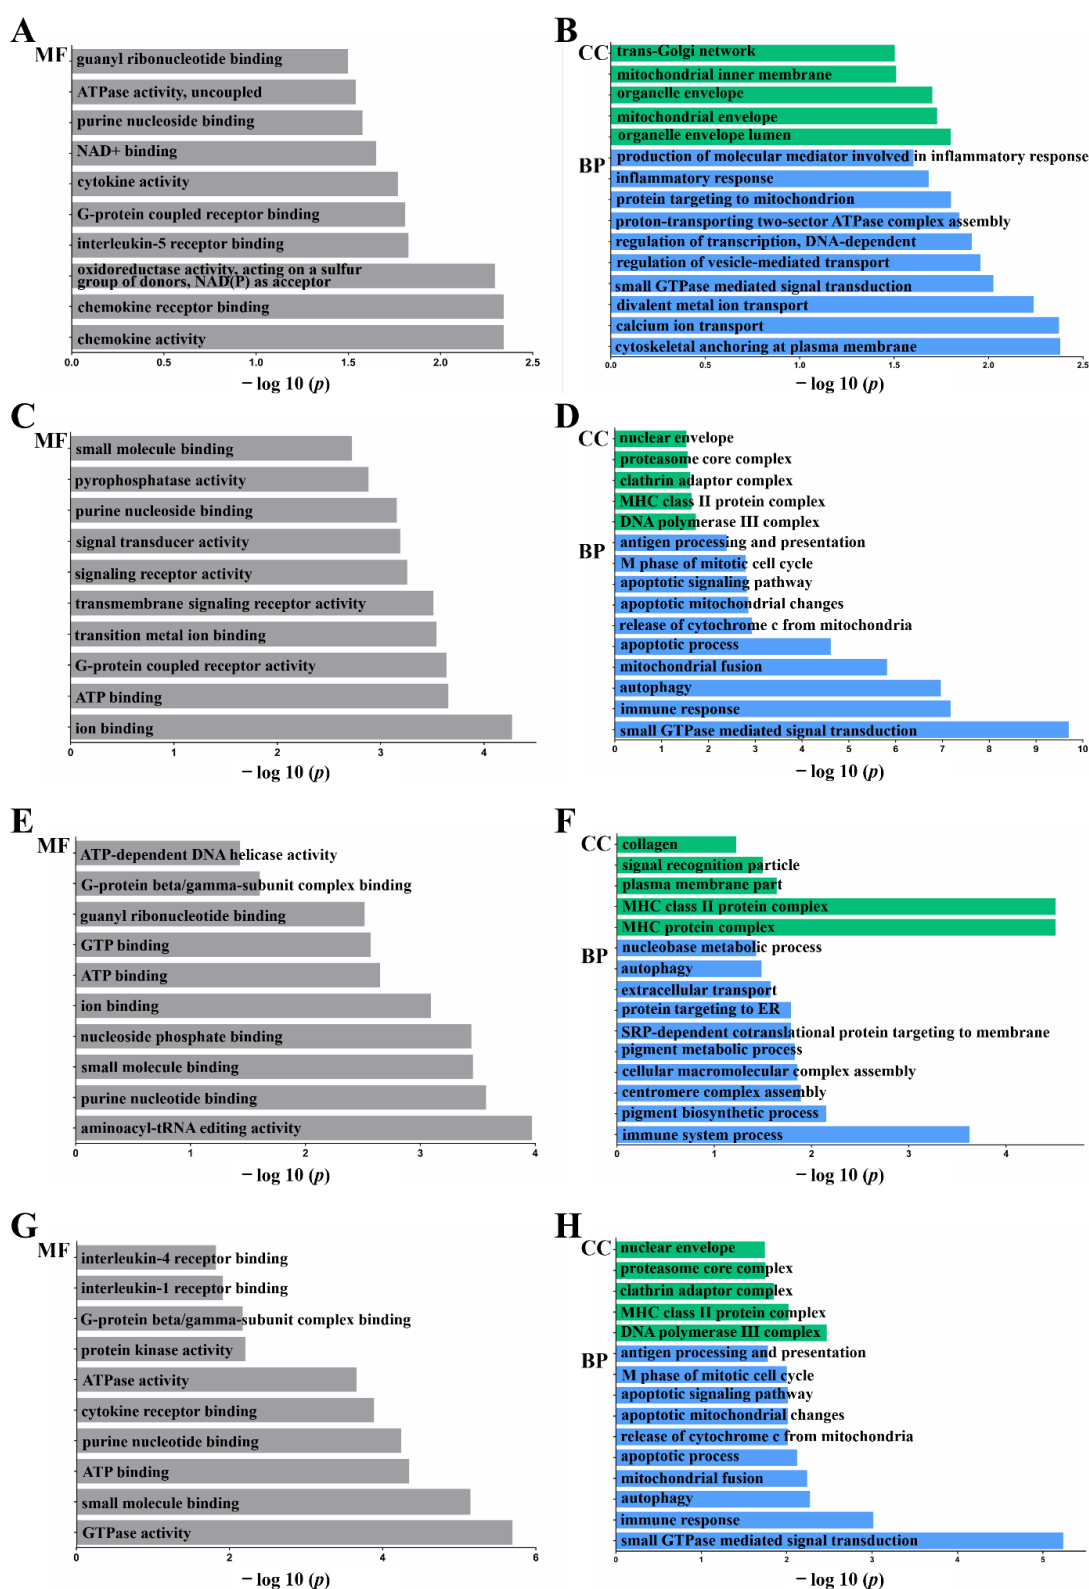 A
MF
guanyl ribonucleotide binding
ATPase activity, uncoupled
purine nucleoside binding
NAD+ binding
cytokine activity
G-protein coupled receptor binding
interleukin-5 receptor binding
oxidoreductase activity, acting on a sulfur
group of donors, NAD(P) as acceptor
chemokine receptor binding
chemokine activity
0.0 0.5 1.0 1.5 2.0 2.5
– log 10 (p)
B
CC
trans-Golgi network
mitochondrial inner membrane
organelle envelope
mitochondrial envelope
organelle envelope lumen
BP
production of molecular mediator involved in inflammatory response
inflammatory response
protein targeting to mitochondrion
proton-transporting two-sector ATPase complex assembly
regulation of transcription, DNA-dependent
regulation of vesicle-mediated transport
small GTPase mediated signal transduction
divalent metal ion transport
calcium ion transport
cytoskeletal anchoring at plasma membrane
0.0 0.5 1.0 1.5 2.0 2.5
– log 10 (p)
C
MF
small molecule binding
pyrophosphatase activity
purine nucleoside binding
signal transducer activity
signaling receptor activity
transmembrane signaling receptor activity
transition metal ion binding
G-protein coupled receptor activity
ATP binding
ion binding
0 1 2 3 4
– log 10 (p)
D
CC
nuclear envelope
proteasome core complex
clathrin adaptor complex
MHC class II protein complex
DNA polymerase III complex
BP
antigen processing and presentation
M phase of mitotic cell cycle
apoptotic signaling pathway
apoptotic mitochondrial changes
release of cytochrome c from mitochondria
apoptotic process
mitochondrial fusion
autophagy
immune response
small GTPase mediated signal transduction
0 1 2 3 4 5 6 7 8 9 10
– log 10 (p)
E
MF
ATP-dependent DNA helicase activity
G-protein beta/gamma-subunit complex binding
guanyl ribonucleotide binding
GTP binding
ATP binding
ion binding
nucleoside phosphate binding
small molecule binding
purine nucleotide binding
aminoacyl-tRNA editing activity
0 1 2 3 4
– log 10 (p)
F
CC
collagen
signal recognition particle
plasma membrane part
MHC class II protein complex
MHC protein complex
BP
nucleobase metabolic process
autophagy
extracellular transport
protein targeting to ER
SRP-dependent cotranslational protein targeting to membrane
pigment metabolic process
cellular macromolecular complex assembly
centromere complex assembly
pigment biosynthetic process
immune system process
0 1 2 3 4
– log 10 (p)
G
MF
interleukin-4 receptor binding
interleukin-1 receptor binding
G-protein beta/gamma-subunit complex binding
protein kinase activity
ATPase activity
cytokine receptor binding
purine nucleotide binding
ATP binding
small molecule binding
GTPase activity
0 2 4 6
– log 10 (p)
H
CC
nuclear envelope
proteasome core complex
clathrin adaptor complex
MHC class II protein complex
DNA polymerase III complex
BP
antigen processing and presentation
M phase of mitotic cell cycle
apoptotic signaling pathway
apoptotic mitochondrial changes
release of cytochrome c from mitochondria
apoptotic process
mitochondrial fusion
autophagy
immune response
small GTPase mediated signal transduction
0 1 2 3 4 5
– log 10 (p)